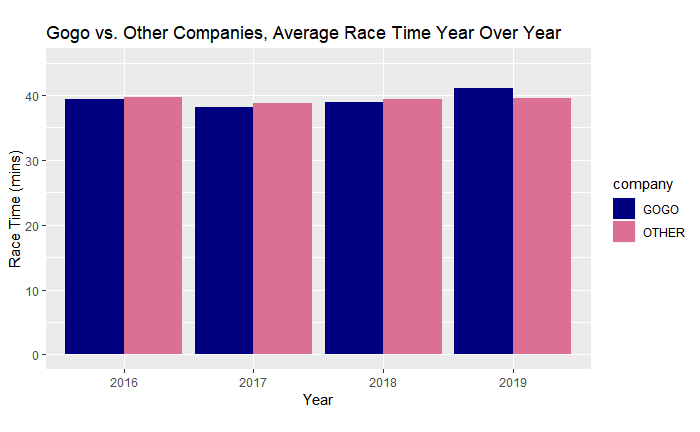 Gogo vs. Other Companies, Average Race Time Year Over Year
Race Time (mins)
40
30
20
10
0
2016 2017 2018 2019
Year
company
GOGO
OTHER